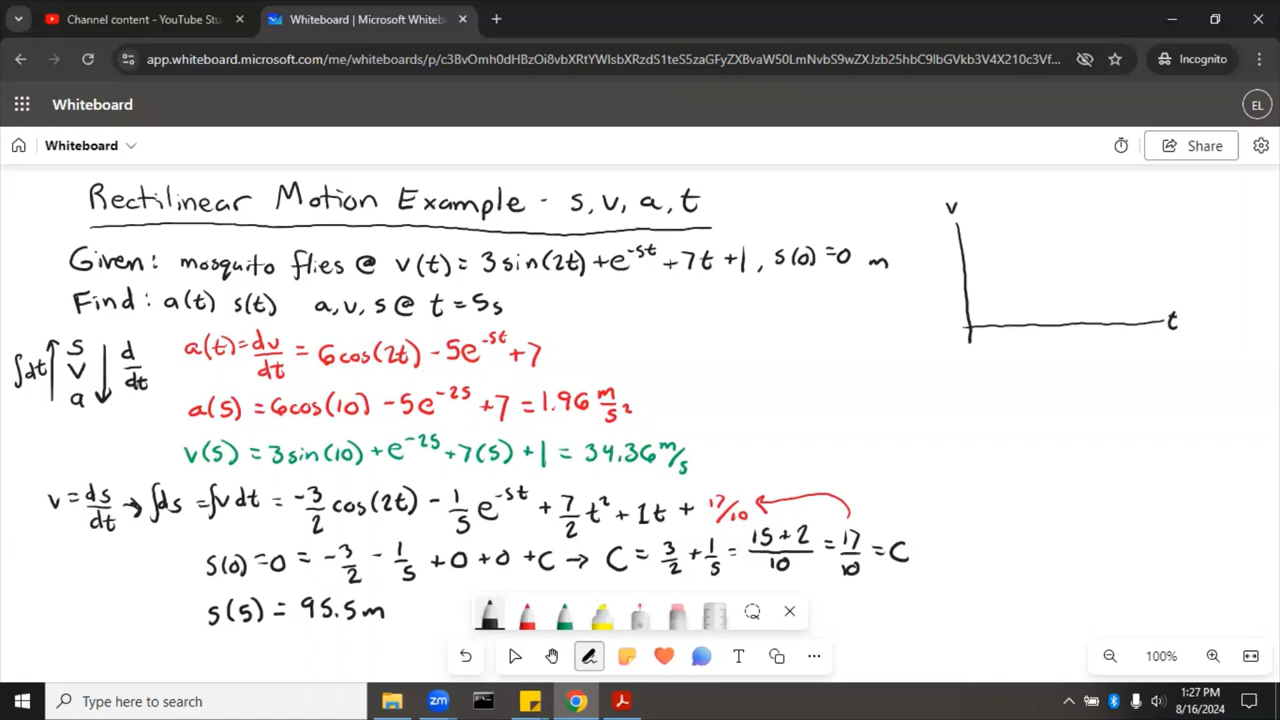 Channel content - YouTube Stu
Whiteboard | Microsoft Whiteb
app.whiteboard.microsoft.com/me/whiteboards/p/c3BvOmh0dHBzOi8vbXRtYWlsbXRzdS1teS5zaGFyZXBvaW50LmNvbS9wZXJzb25hbC9lbGVkb3V4X210c3VfZ...
Incognito
Whiteboard
EL
Whiteboard
Share
Rectilinear Motion Example - s, v, a, t
Given: mosquito flies @ v(t) = 3 sin(2t) + e^-5t + 7t + 1, s(0) = 0 m
Find: a(t) s(t) a, v, s @ t = 5s
∫dt s v a d/dt
a(t) = dv/dt = 6cos(2t) - 5e^-5t + 7
a(5) = 6cos(10) - 5e^-25 + 7 = 1.96 m/s²
v(5) = 3sin(10) + e^-25 + 7(5) + 1 = 34.36 m/s
v = ds/dt → ∫ds = ∫v dt = -3/2 cos(2t) - 1/5 e^-5t + 7/2 t² + 1t + 17/10
s(0) = 0 = -3/2 - 1/5 + 0 + 0 + C → C = 3/2 + 1/5 = 15+2/10 = 17/10 = C
s(5) = 95.5m
v
t
T
100%
Type here to search
zm
1:27 PM
8/16/2024